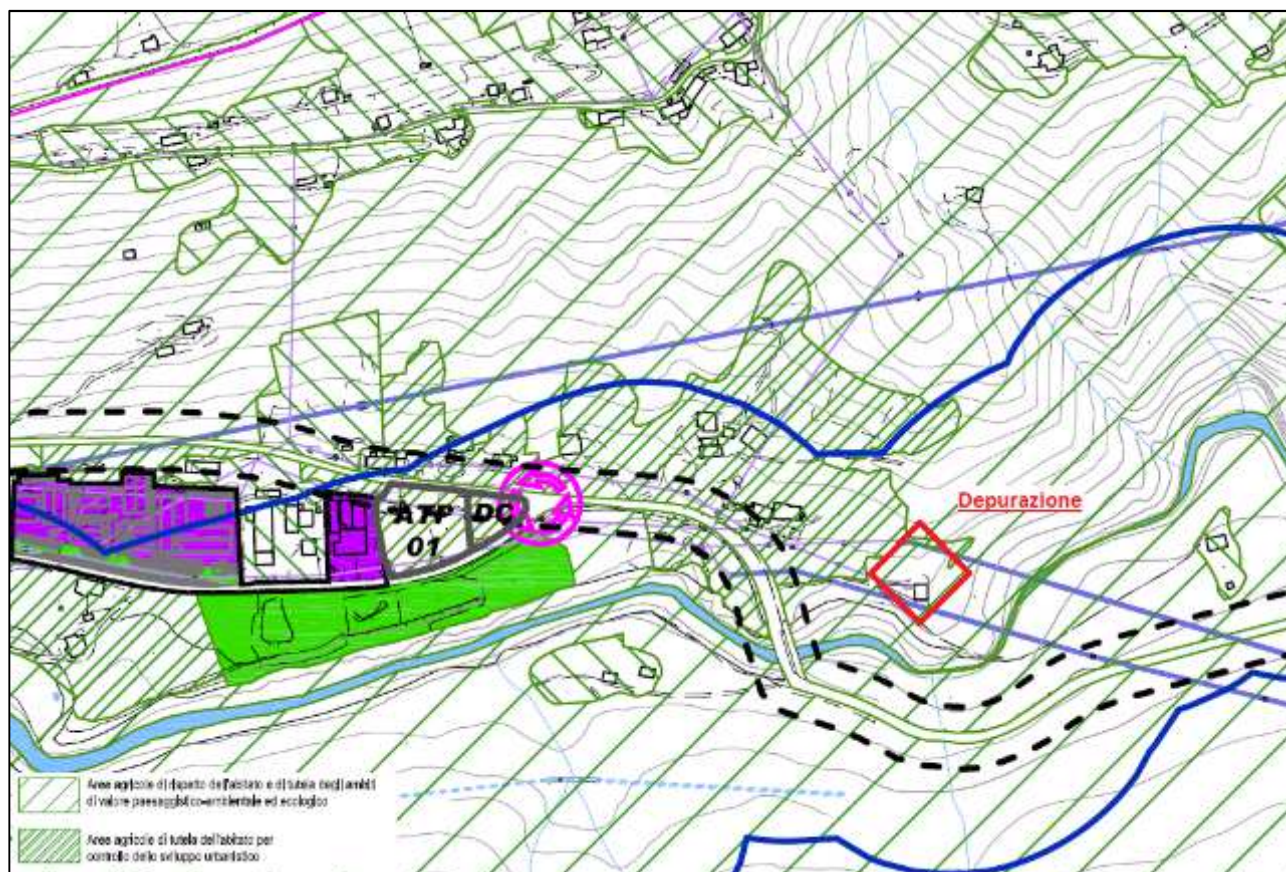 Depurazione
ATP DC
01
Aree agricole di rispetto dell'abitato e di tutela degli ambiti
di valore paesaggistico-ambientale ed ecologico
Aree agricole di tutela dell'abitato per
controllo dello sviluppo urbanistico